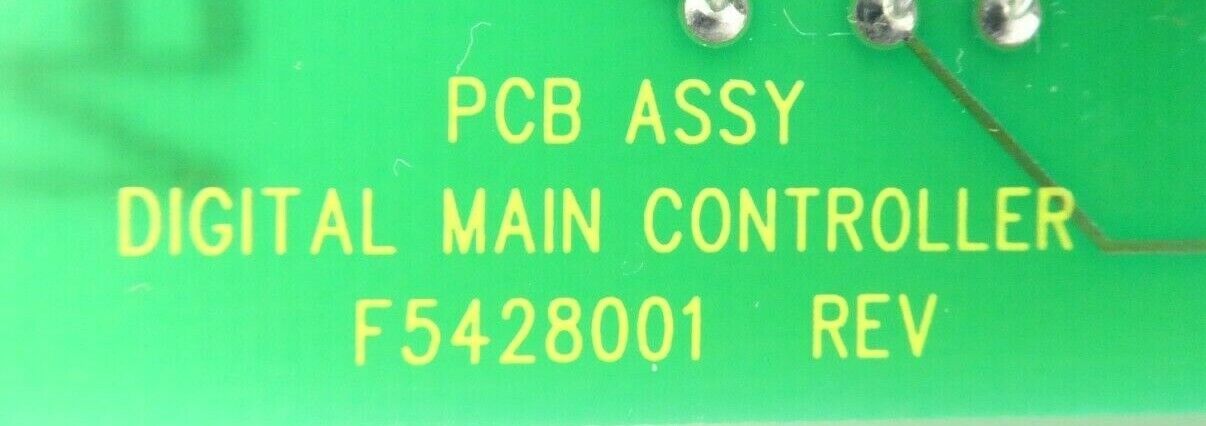 PCB ASSY
DIGITAL MAIN CONTROLLER
F5428001 REV